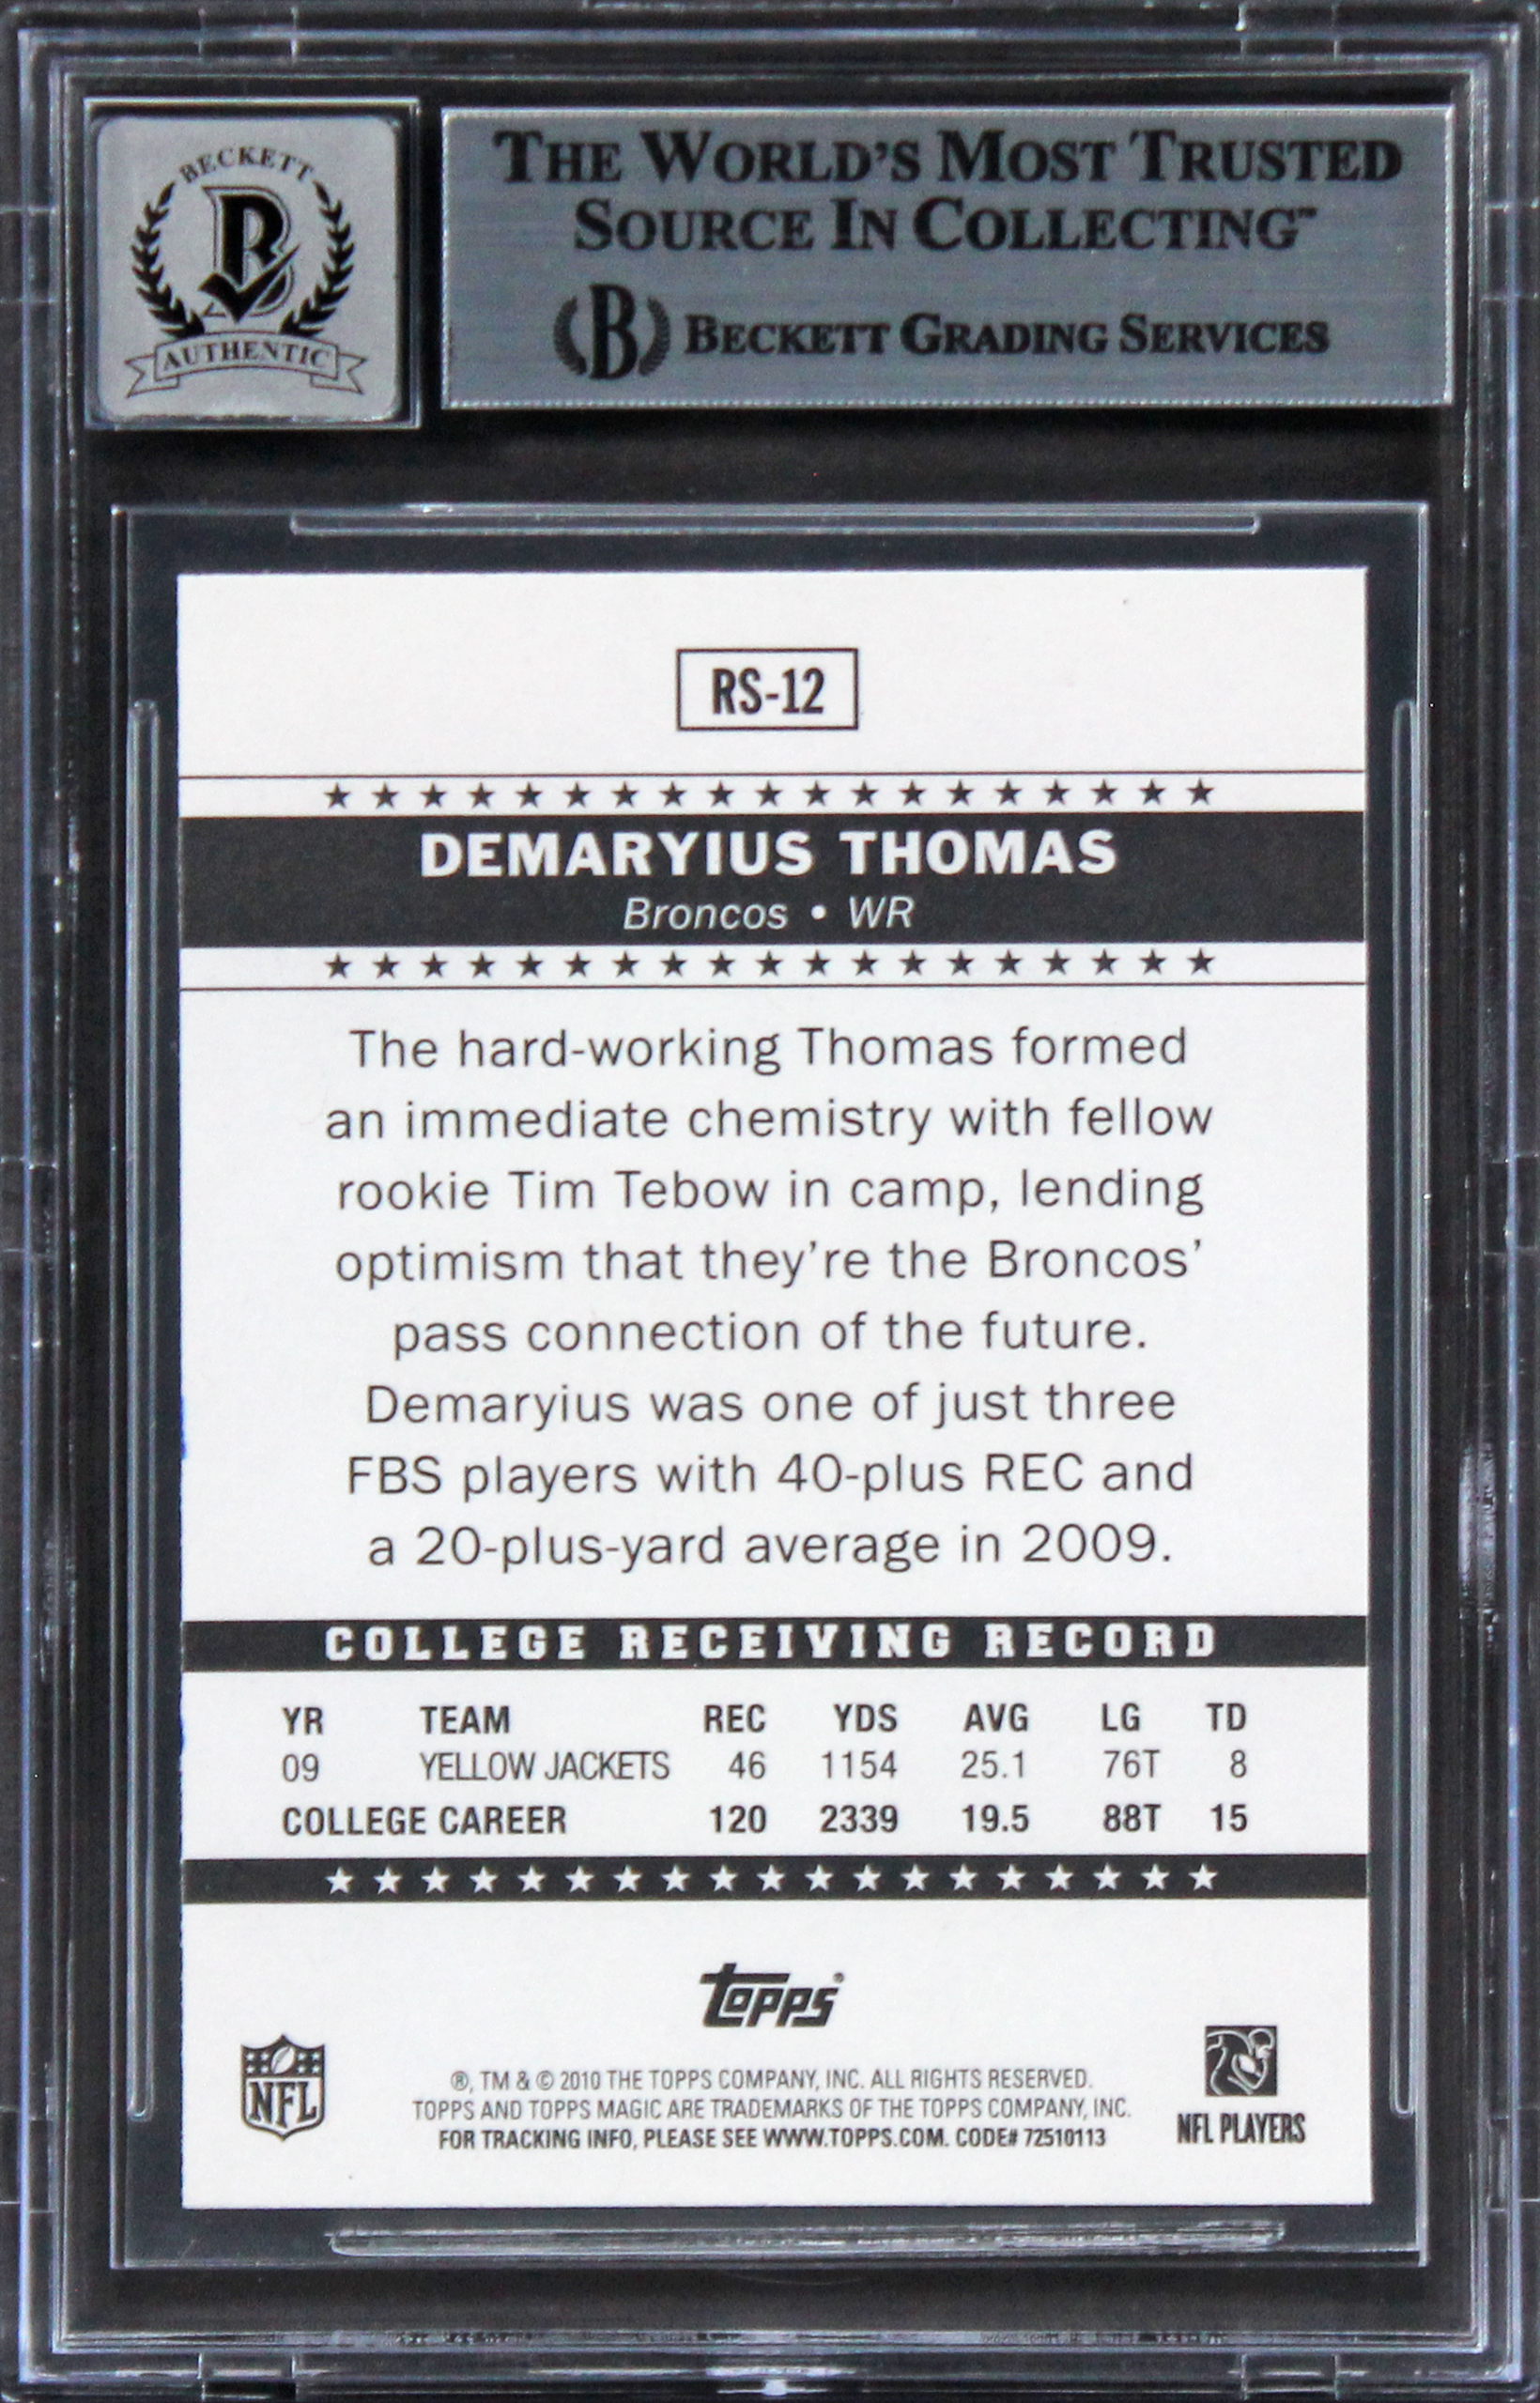 BECKETT
B
AUTHENTIC
THE WORLD'S MOST TRUSTED
SOURCE IN COLLECTING™
B BECKETT GRADING SERVICES
RS-12
DEMARYIUS THOMAS
Broncos • WR
The hard-working Thomas formed
an immediate chemistry with fellow
rookie Tim Tebow in camp, lending
optimism that they're the Broncos'
pass connection of the future.
Demaryius was one of just three
FBS players with 40-plus REC and
a 20-plus-yard average in 2009.
COLLEGE RECEIVING RECORD
YR TEAM REC YDS AVG LG TD
09 YELLOW JACKETS 46 1154 25.1 76T 8
COLLEGE CAREER 120 2339 19.5 88T 15
topps®
NFL
®, TM & © 2010 THE TOPPS COMPANY, INC. ALL RIGHTS RESERVED.
TOPPS AND TOPPS MAGIC ARE TRADEMARKS OF THE TOPPS COMPANY, INC.
FOR TRACKING INFO, PLEASE SEE WWW.TOPPS.COM. CODE# 72510113
NFL PLAYERS